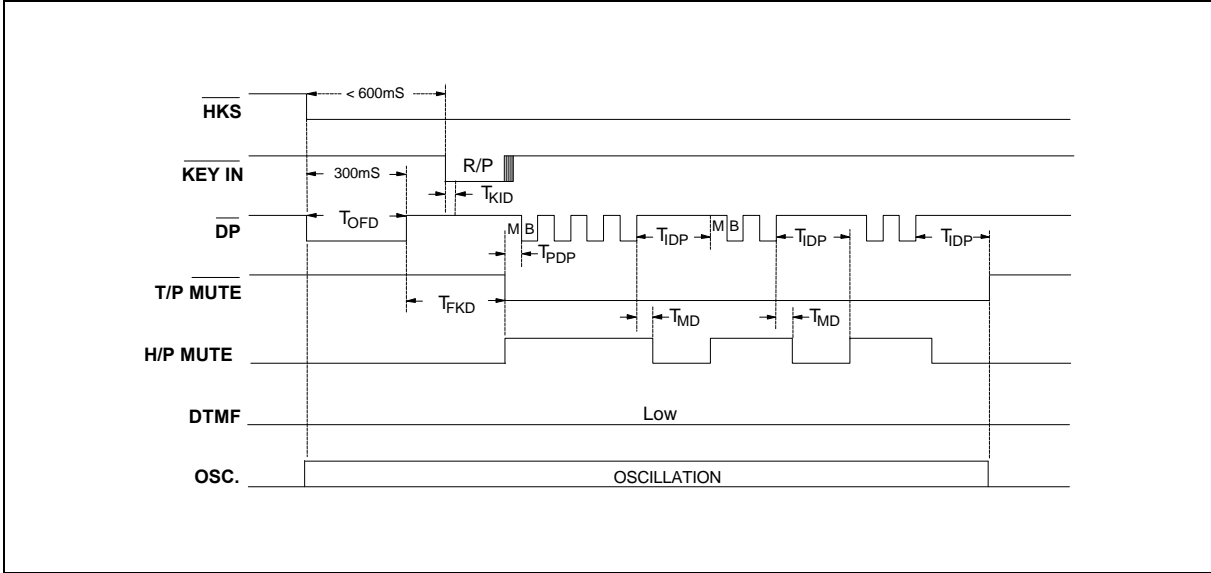 < 600mS
HKS
R/P
KEY IN
300mS
TKID
DP
TOFD
M B
TIDP
M B
TIDP
TIDP
TPDP
T/P MUTE
TFKD
TMD
TMD
H/P MUTE
DTMF
Low
OSC.
OSCILLATION